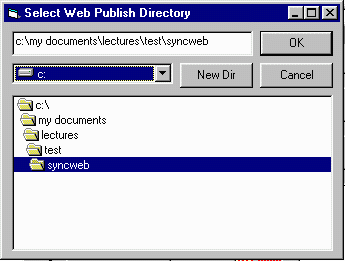 Select Web Publish Directory
c:\my documents\lectures\test\syncweb
OK
c:
New Dir
Cancel
c:\
my documents
lectures
test
syncweb